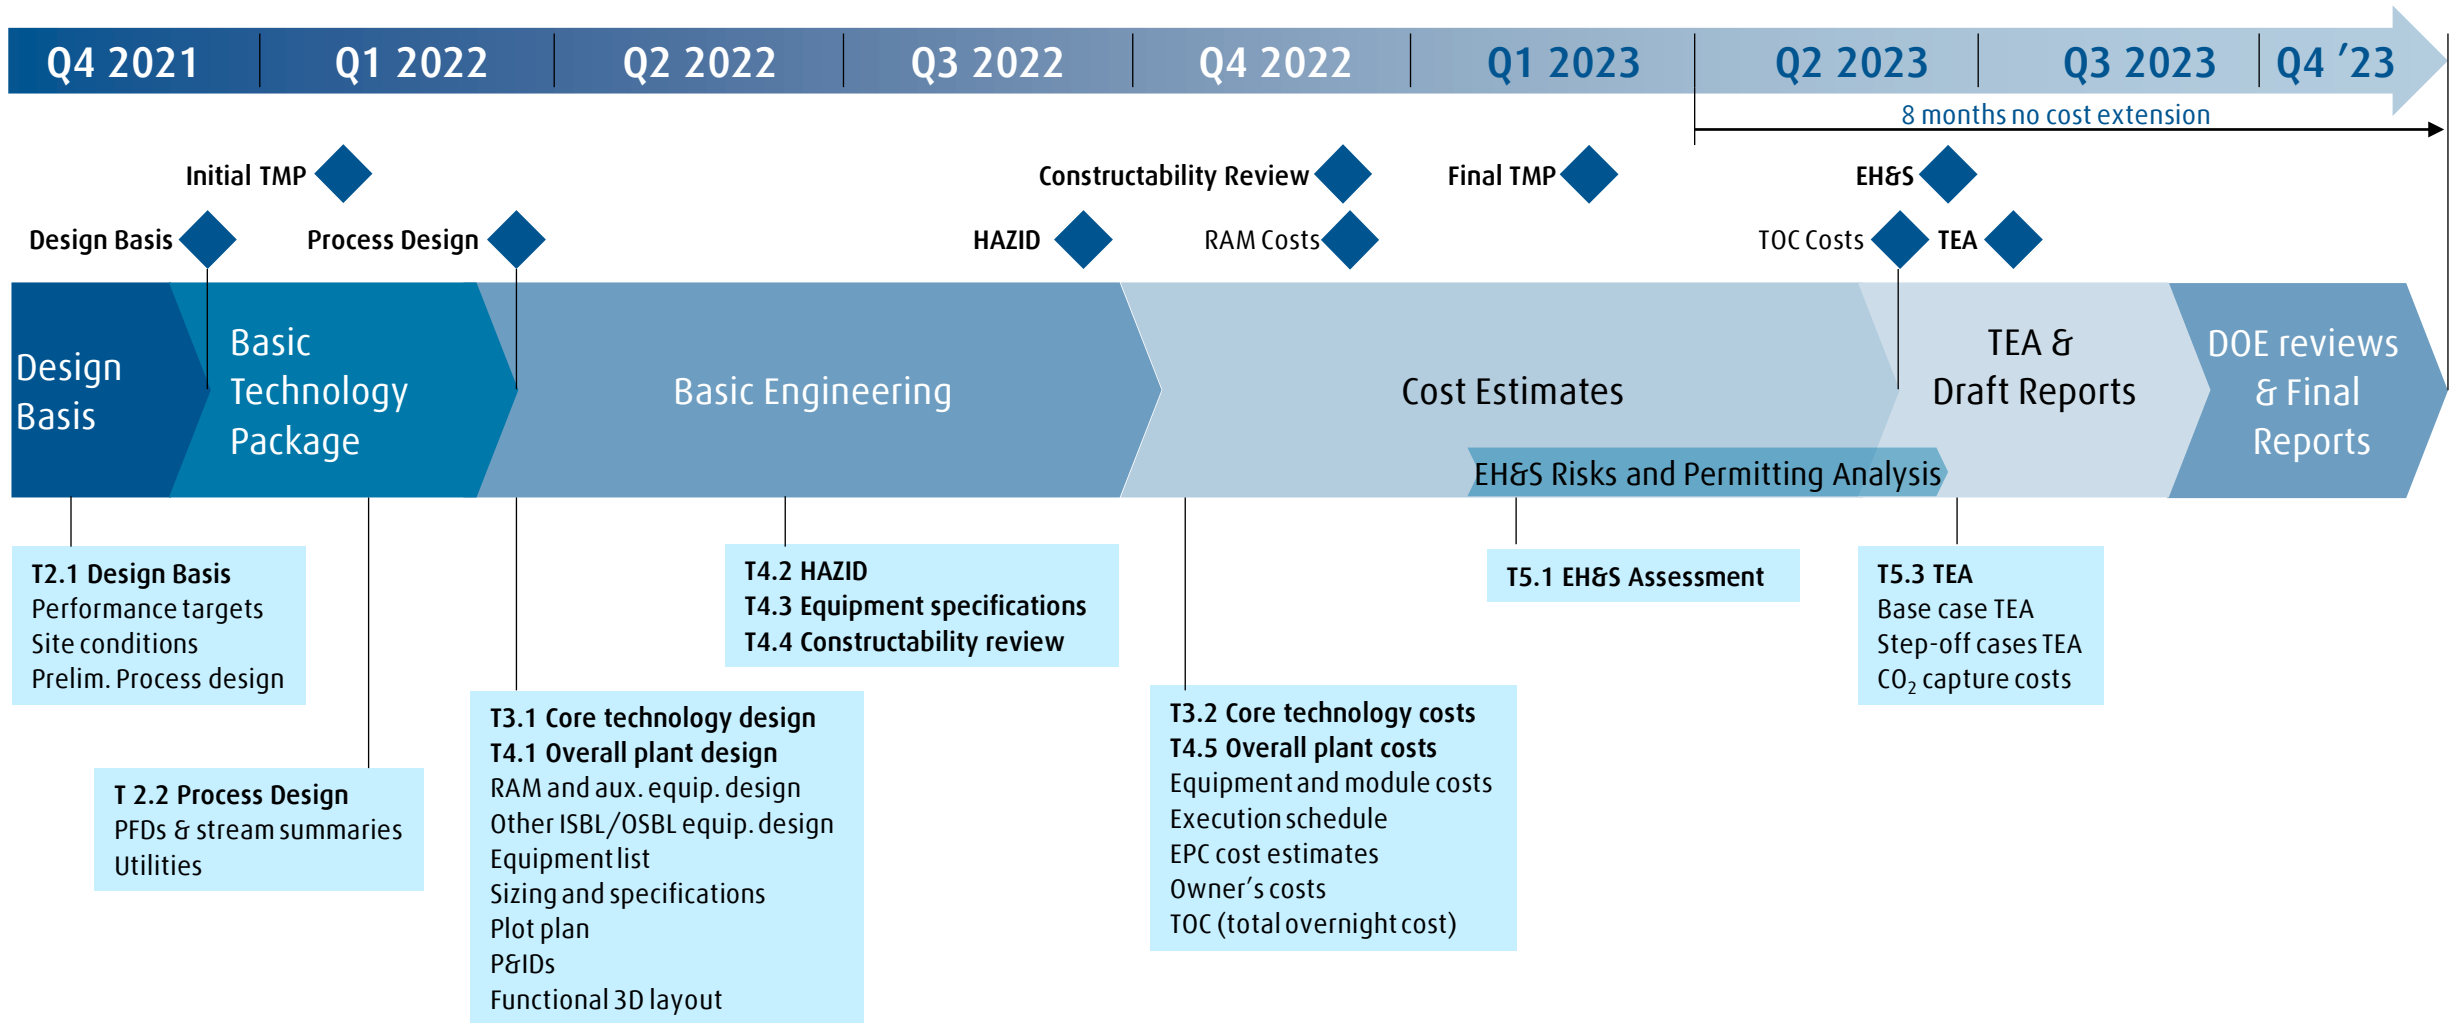 Q4 2021
Q1 2022
Q2 2022
Q3 2022
Q4 2022
Q1 2023
Q2 2023
Q3 2023
Q4 ’23
8 months no cost extension
Initial TMP
Constructability Review
Final TMP
EH&S
Design Basis
Process Design
HAZID
RAM Costs
TOC Costs
TEA
Design
Basis
Basic
Technology
Package
Basic Engineering
Cost Estimates
EH&S Risks and Permitting Analysis
TEA &
Draft Reports
DOE reviews
& Final
Reports
T2.1 Design Basis
Performance targets
Site conditions
Prelim. Process design
T 2.2 Process Design
PFDs & stream summaries
Utilities
T3.1 Core technology design
T4.1 Overall plant design
RAM and aux. equip. design
Other ISBL/OSBL equip. design
Equipment list
Sizing and specifications
Plot plan
P&IDs
Functional 3D layout
T4.2 HAZID
T4.3 Equipment specifications
T4.4 Constructability review
T3.2 Core technology costs
T4.5 Overall plant costs
Equipment and module costs
Execution schedule
EPC cost estimates
Owner’s costs
TOC (total overnight cost)
T5.1 EH&S Assessment
T5.3 TEA
Base case TEA
Step-off cases TEA
CO₂ capture costs